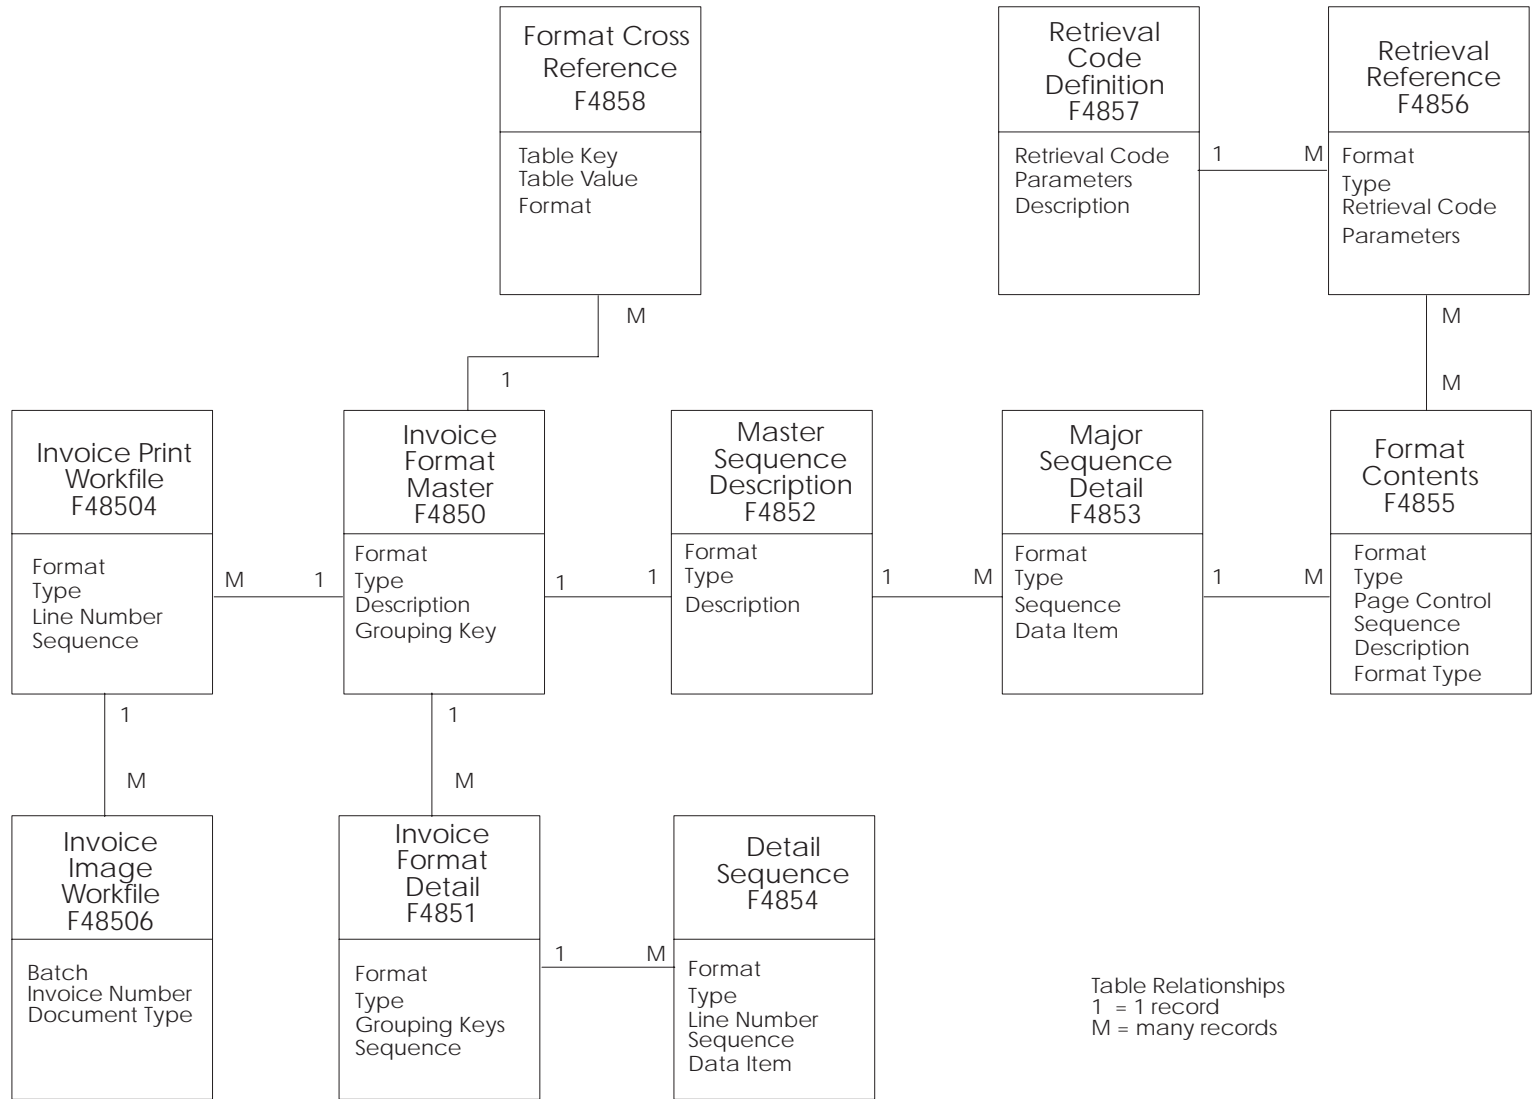 Format Cross
Reference
F4858
Table Key
Table Value
Format
Retrieval
Code
Definition
F4857
Retrieval Code
Parameters
Description
1
M
Retrieval
Reference
F4856
Format
Type
Retrieval Code
Parameters
M
1
M
M
Invoice Print
Workfile
F48504
Format
Type
Line Number
Sequence
M
1
Invoice
Format
Master
F4850
Format
Type
Description
Grouping Key
1
1
Master
Sequence
Description
F4852
Format
Type
Description
1
M
Major
Sequence
Detail
F4853
Format
Type
Sequence
Data Item
1
M
Format
Contents
F4855
Format
Type
Page Control
Sequence
Description
Format Type
1
M
1
M
Invoice
Image
Workfile
F48506
Batch
Invoice Number
Document Type
Invoice
Format
Detail
F4851
Format
Type
Grouping Keys
Sequence
1
M
Detail
Sequence
F4854
Format
Type
Line Number
Sequence
Data Item
Table Relationships
1 = 1 record
M = many records